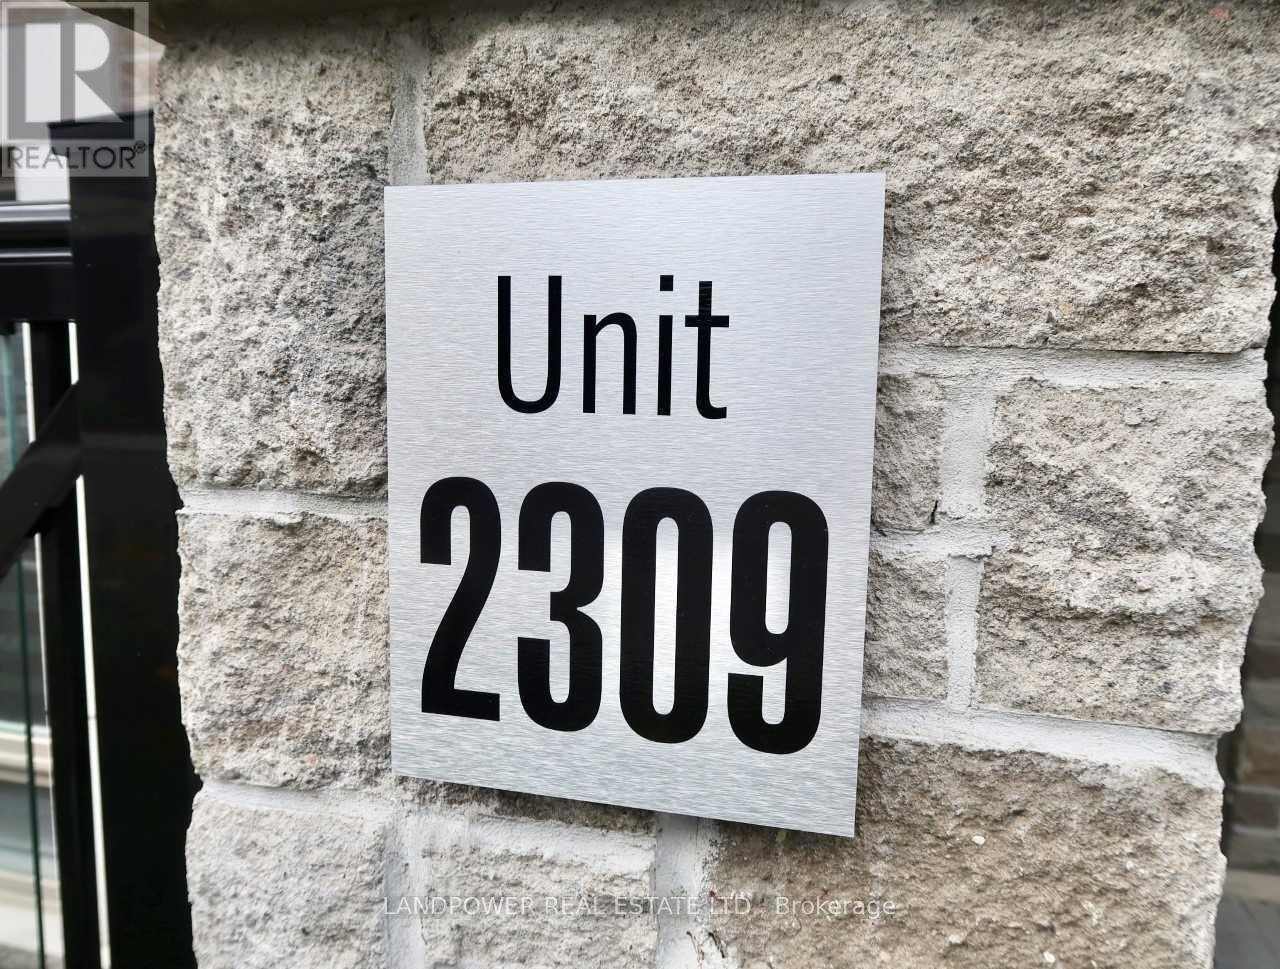 R
REALTOR®
Unit
2309
LANDPOWER REAL ESTATE LTD., Brokerage